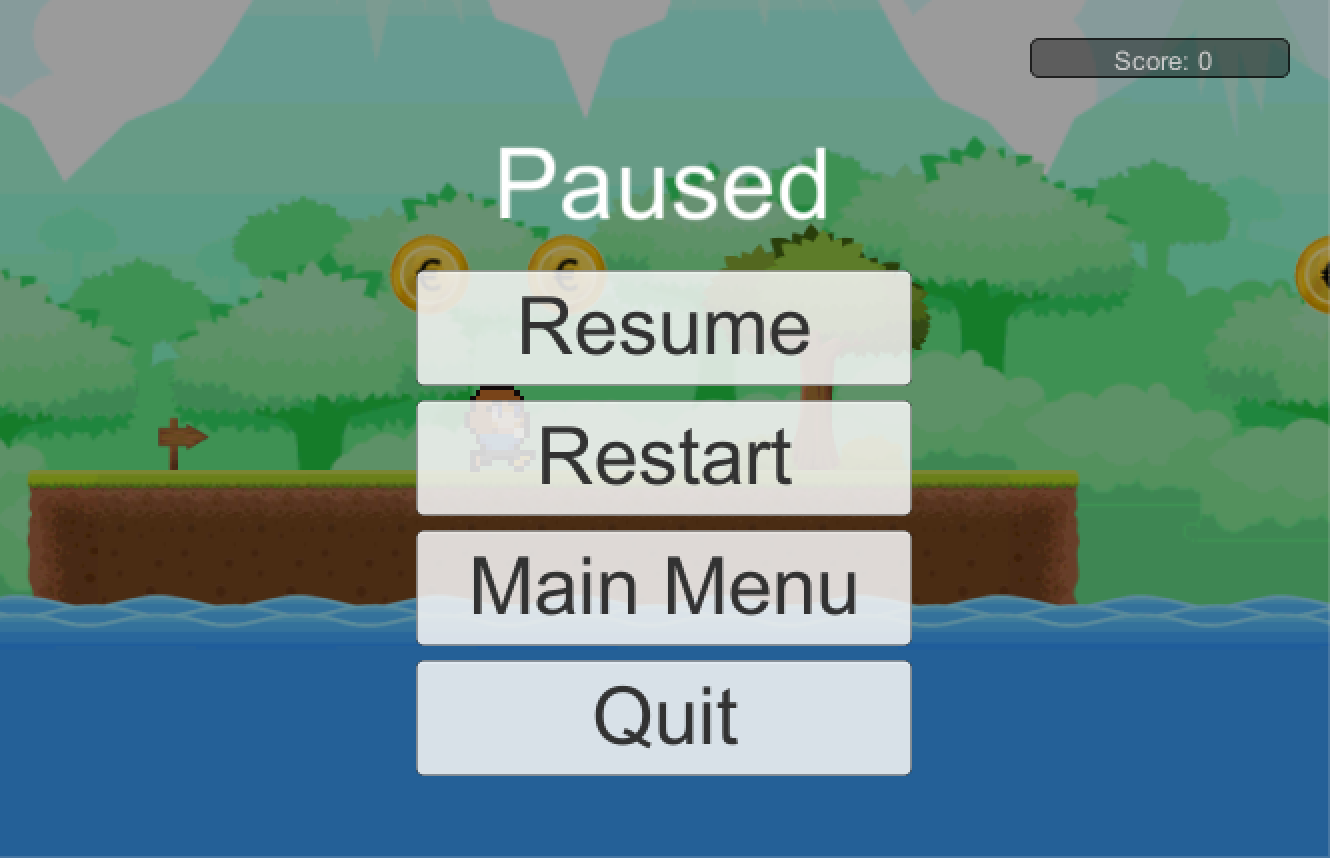 Score: 0
Paused
€ €
Resume
Restart
Main Menu
Quit